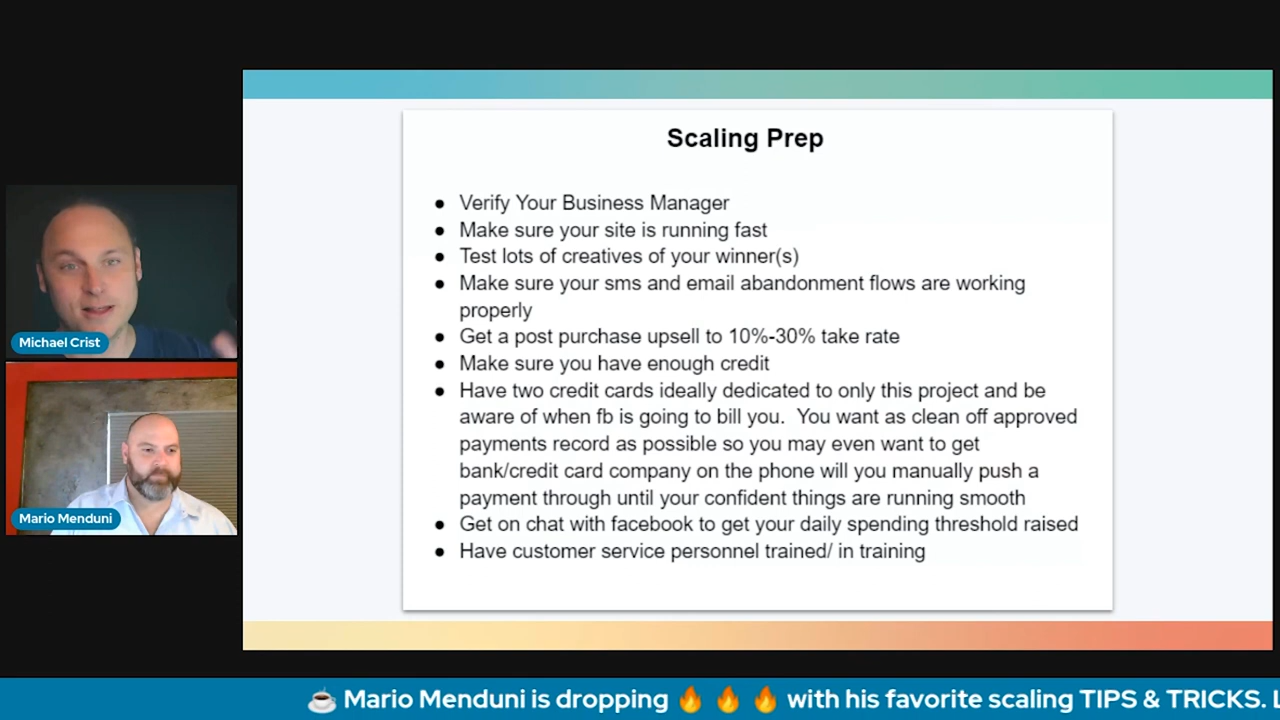 Scaling Prep
● Verify Your Business Manager
● Make sure your site is running fast
● Test lots of creatives of your winner(s)
● Make sure your sms and email abandonment flows are working
properly
● Get a post purchase upsell to 10%-30% take rate
● Make sure you have enough credit
● Have two credit cards ideally dedicated to only this project and be
aware of when fb is going to bill you.  You want as clean off approved
payments record as possible so you may even want to get
bank/credit card company on the phone will you manually push a
payment through until your confident things are running smooth
● Get on chat with facebook to get your daily spending threshold raised
● Have customer service personnel trained/ in training
Michael Crist
Mario Menduni
☕ Mario Menduni is dropping 🔥 🔥 🔥 with his favorite scaling TIPS & TRICKS. L